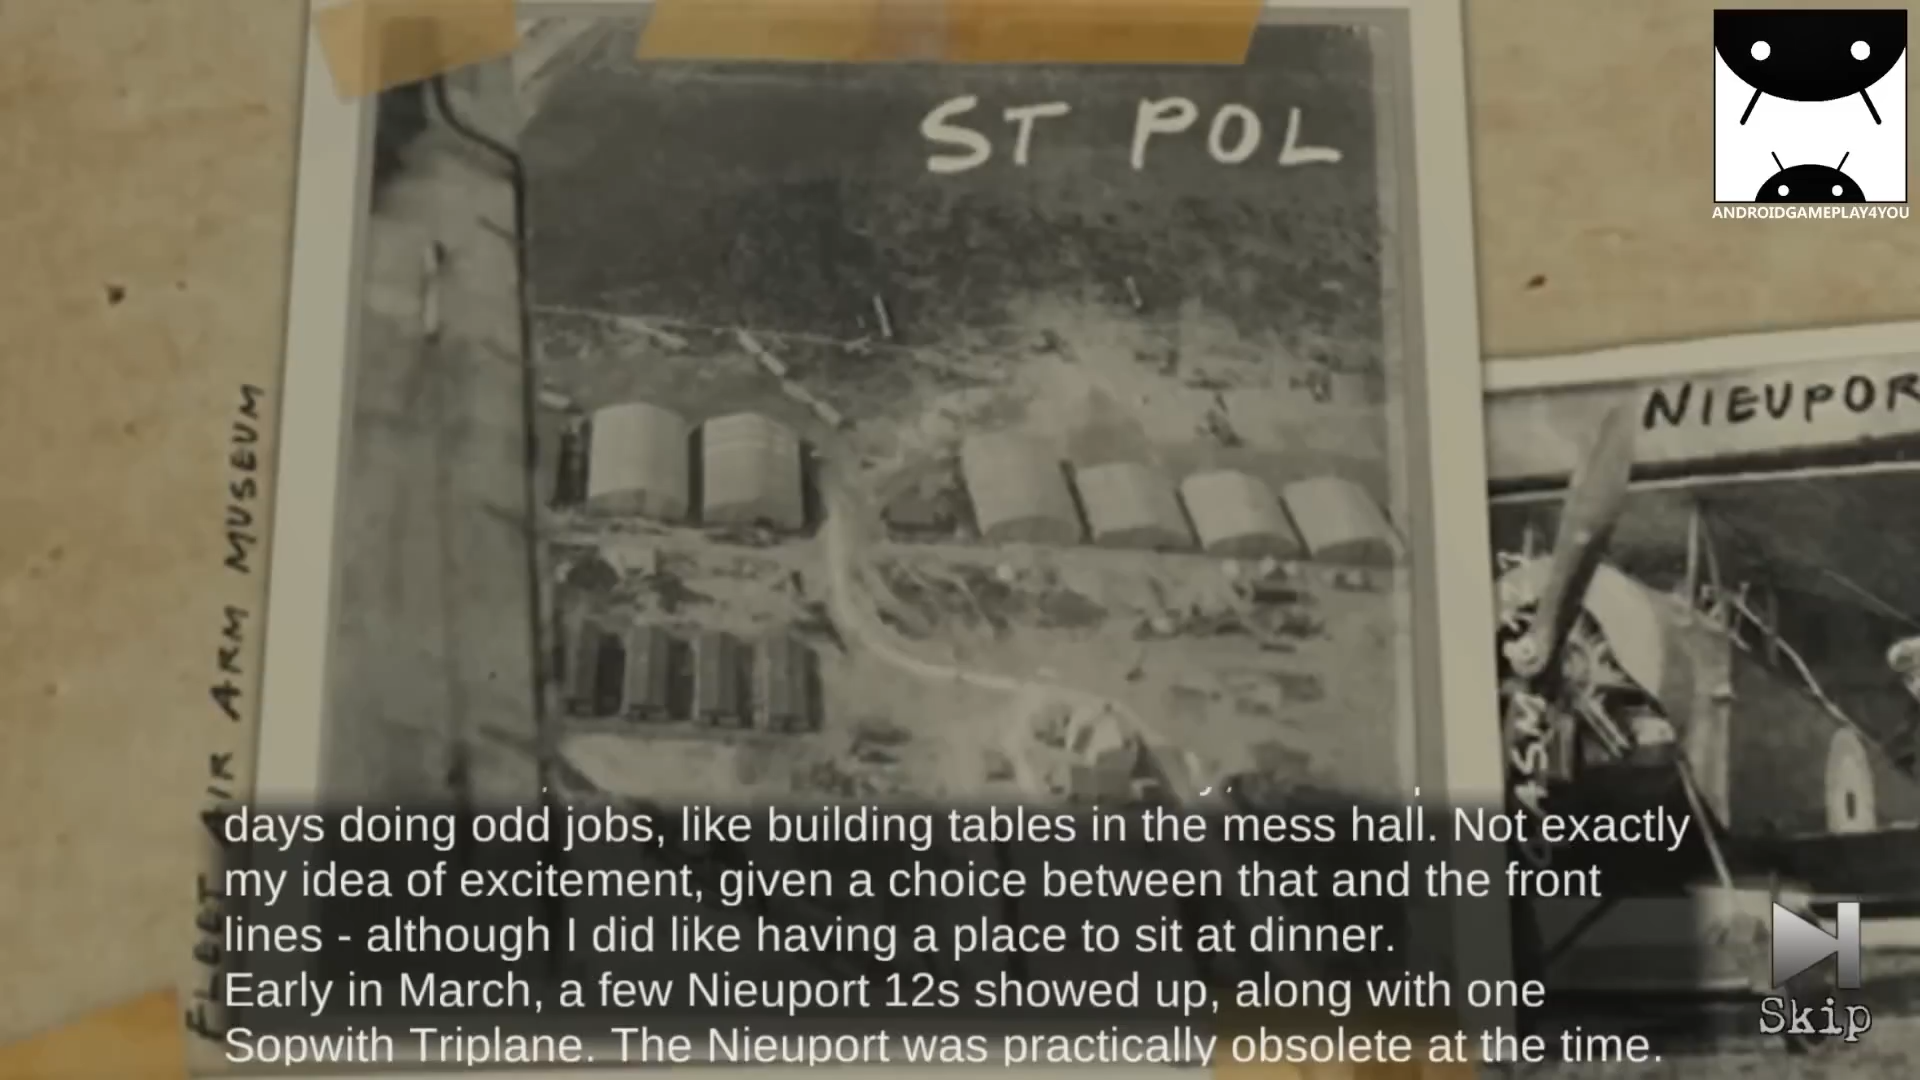 ST POL
ANDROIDGAMEPLAY4YOU
NIEUPOR
FLEET AIR ARM MUSEUM
days doing odd jobs, like building tables in the mess hall. Not exactly
my idea of excitement, given a choice between that and the front
lines - although I did like having a place to sit at dinner.
Early in March, a few Nieuport 12s showed up, along with one
Sopwith Triplane. The Nieuport was practically obsolete at the time.
Skip